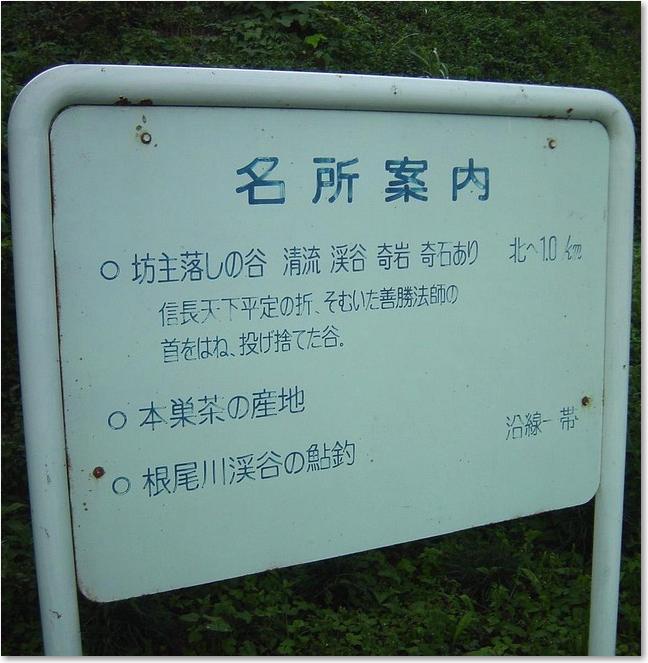 名所案内
○ 坊主落しの谷 清流 渓谷 奇岩 奇石あり 北へ1.0km
信長天下平定の折、そむいた善勝法師の
首をはね、投げ捨てた谷。
○ 本巣茶の産地
沿線一帯
○ 根尾川渓谷の鮎釣